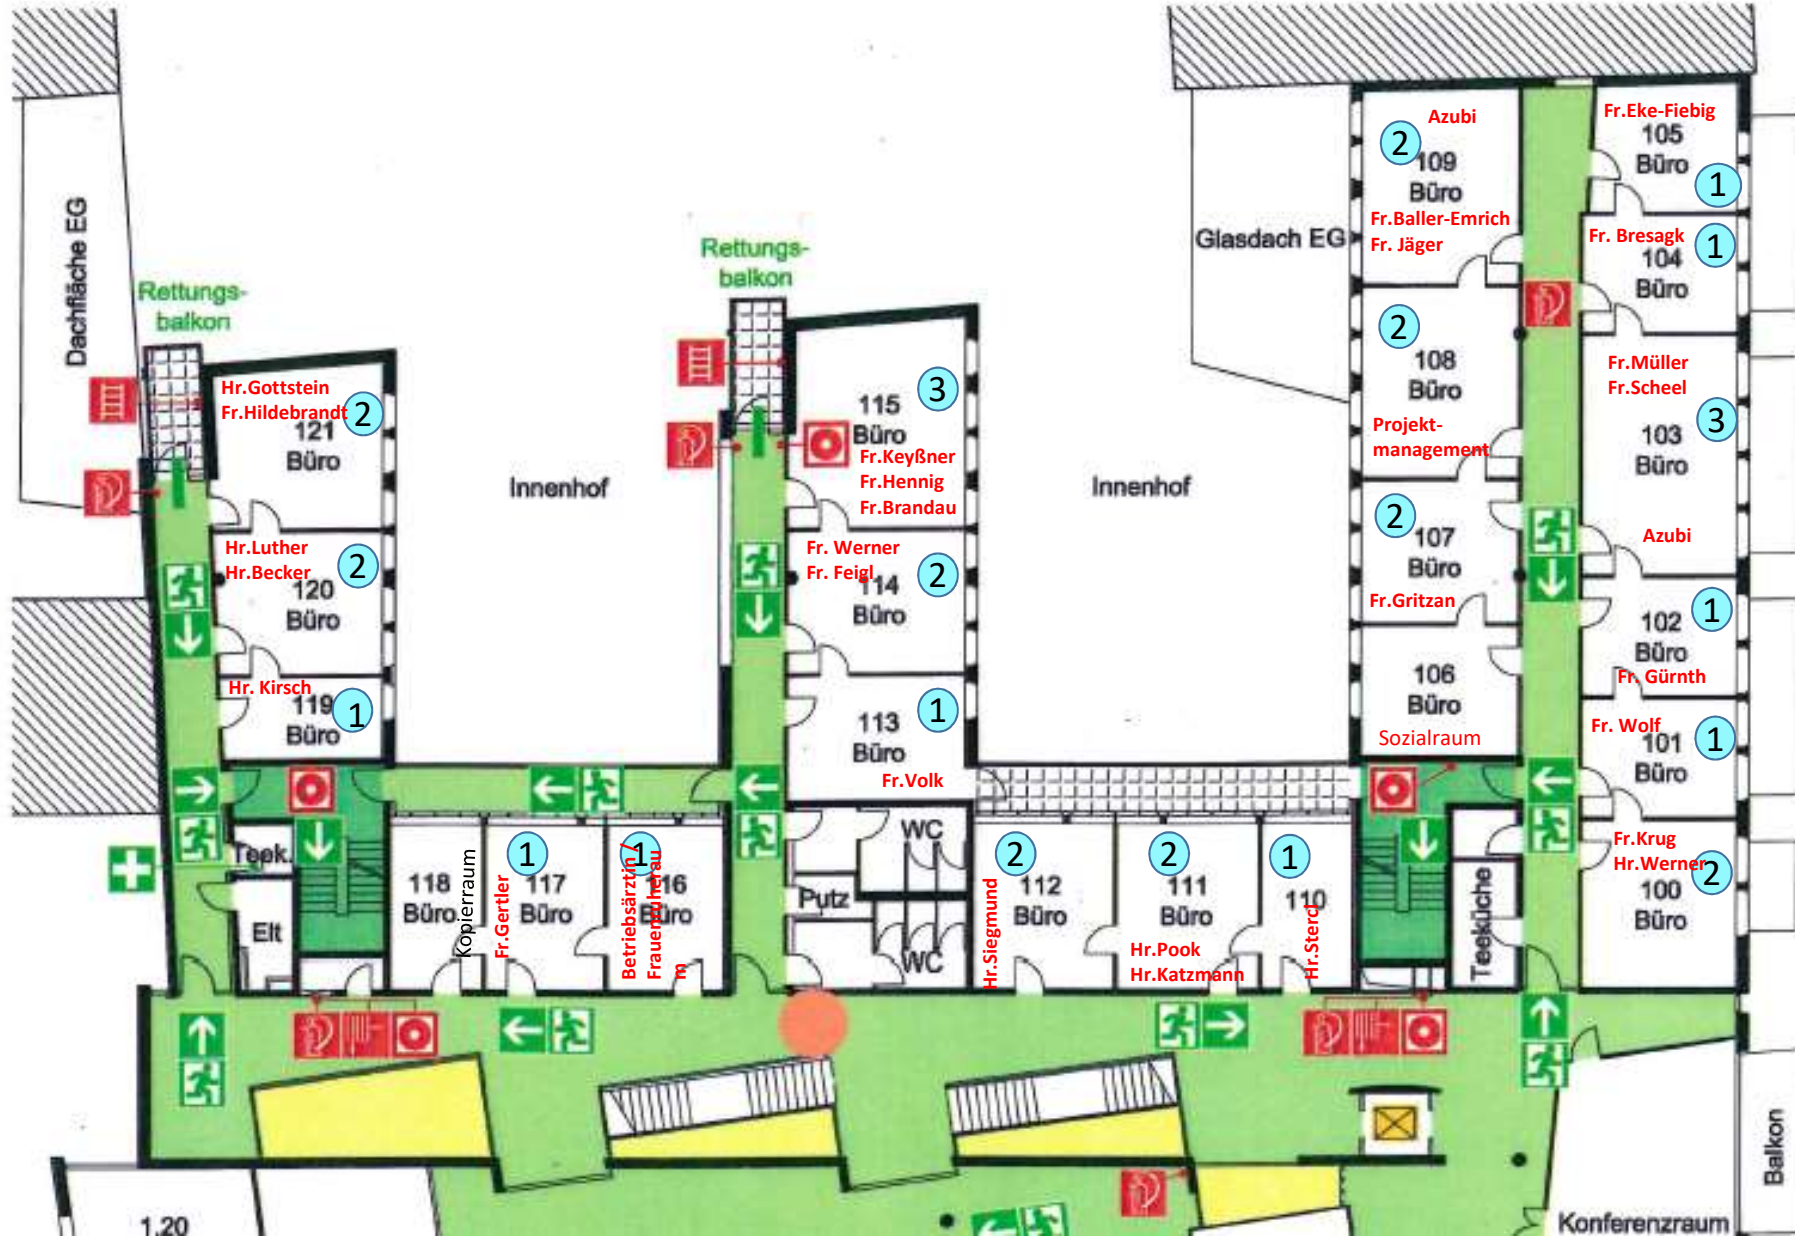 Azubi
2
109
Büro
Fr.Baller-Emrich
Fr. Jäger
Fr.Eke-Fiebig
105
Büro
1
Fr. Bresagk
1
104
Büro
Glasdach EG
Dachfläche EG
Rettungs-
balkon
Rettungs-
balkon
2
108
Büro
Projekt-
management
Fr.Müller
Fr.Scheel
3
103
Büro
Azubi
Hr.Gottstein
Fr.Hildebrandt
2
121
Büro
Innenhof
3
115
Büro
Fr.Keyßner
Fr.Hennig
Fr.Brandau
Innenhof
2
107
Büro
Fr.Gritzan
Hr.Luther
Hr.Becker
2
120
Büro
Fr. Werner
Fr. Feigl
2
114
Büro
1
102
Büro
Fr. Gürnth
106
Büro
Sozialraum
Hr. Kirsch
119
1
Büro
1
113
Büro
Fr.Volk
Fr. Wolf
1
101
Büro
Teek.
Elt
118
Büro
Kopierraum
1
117
Büro
Fr.Gertler
1
116
Büro
Betriebsärztin /
Frauenruherau
m
WC
Putz
WC
2
112
Büro
Hr.Siegmund
2
111
Büro
Hr.Pook
Hr.Katzmann
1
110
Hr.Stercl
Teeküche
Fr.Krug
Hr.Werner
2
100
Büro
1.20
Konferenzraum
Balkon